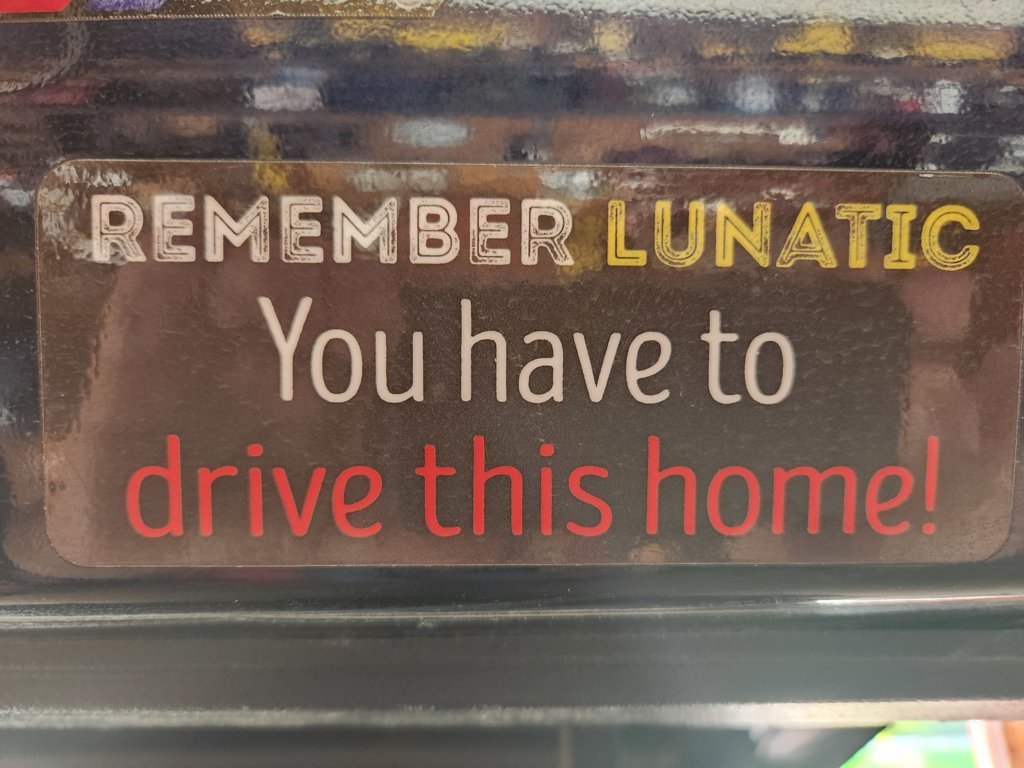 REMEMBER LUNATIC
You have to
drive this home!